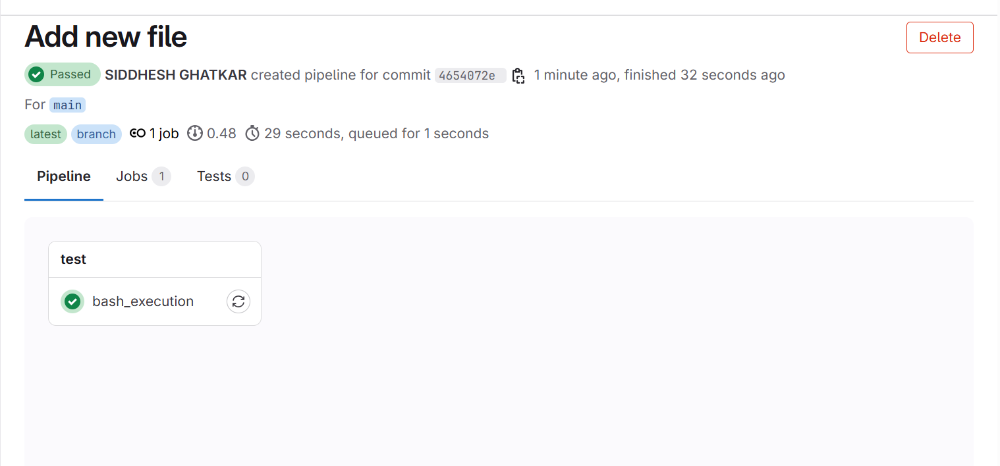 Add new file
Delete
Passed SIDDHESH GHATKAR created pipeline for commit 4654072e 1 minute ago, finished 32 seconds ago
For main
latest branch 1 job 0.48 29 seconds, queued for 1 seconds
Pipeline Jobs 1 Tests 0
test
bash_execution